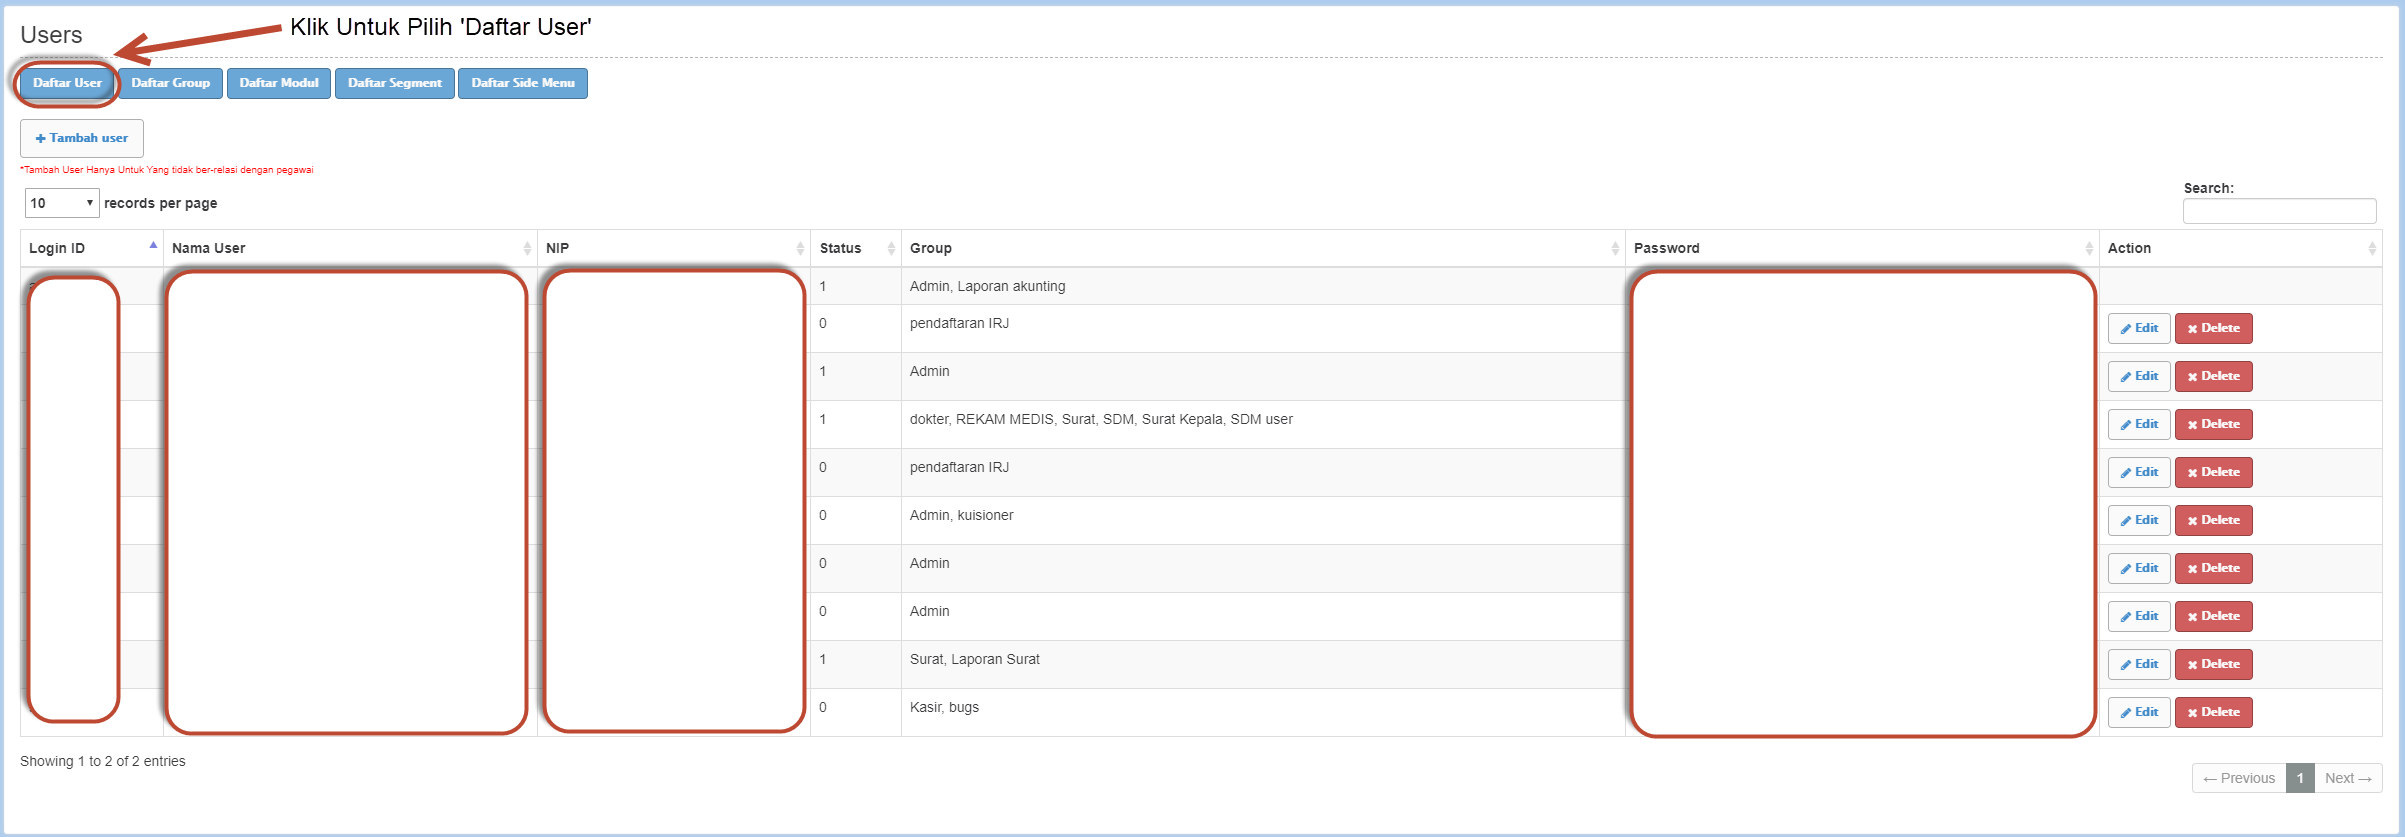 Klik Untuk Pilih 'Daftar User'
Users
Daftar User Daftar Group Daftar Modul Daftar Segment Daftar Side Menu
Tambah user
*Tambah User Hanya Untuk Yang tidak ber-relasi dengan pegawai
Search:
10 records per page
Login ID Nama User NIP Status Group Password Action
1 Admin, Laporan akunting
0 pendaftaran IRJ Edit Delete
1 Admin Edit Delete
1 dokter, REKAM MEDIS, Surat, SDM, Surat Kepala, SDM user Edit Delete
0 pendaftaran IRJ Edit Delete
0 Admin, kuisioner Edit Delete
0 Admin Edit Delete
0 Admin Edit Delete
1 Surat, Laporan Surat Edit Delete
0 Kasir, bugs Edit Delete
Showing 1 to 2 of 2 entries
← Previous 1 Next →